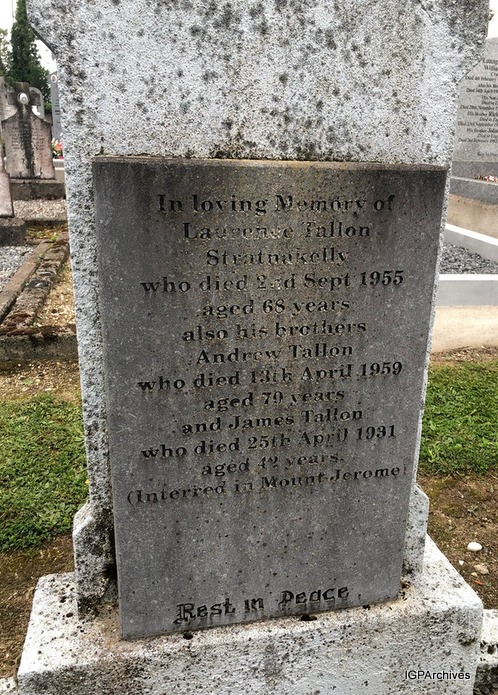 In loving Memory of
Laurence Tallon
Stratnakelly
who died 2nd Sept 1955
aged 68 years
also his brothers
Andrew Tallon
who died 13th April 1959
aged 79 years
and James Tallon
who died 25th April 1931
aged 42 years.
(Interred in Mount Jerome)
Rest in Peace
IGPArchives